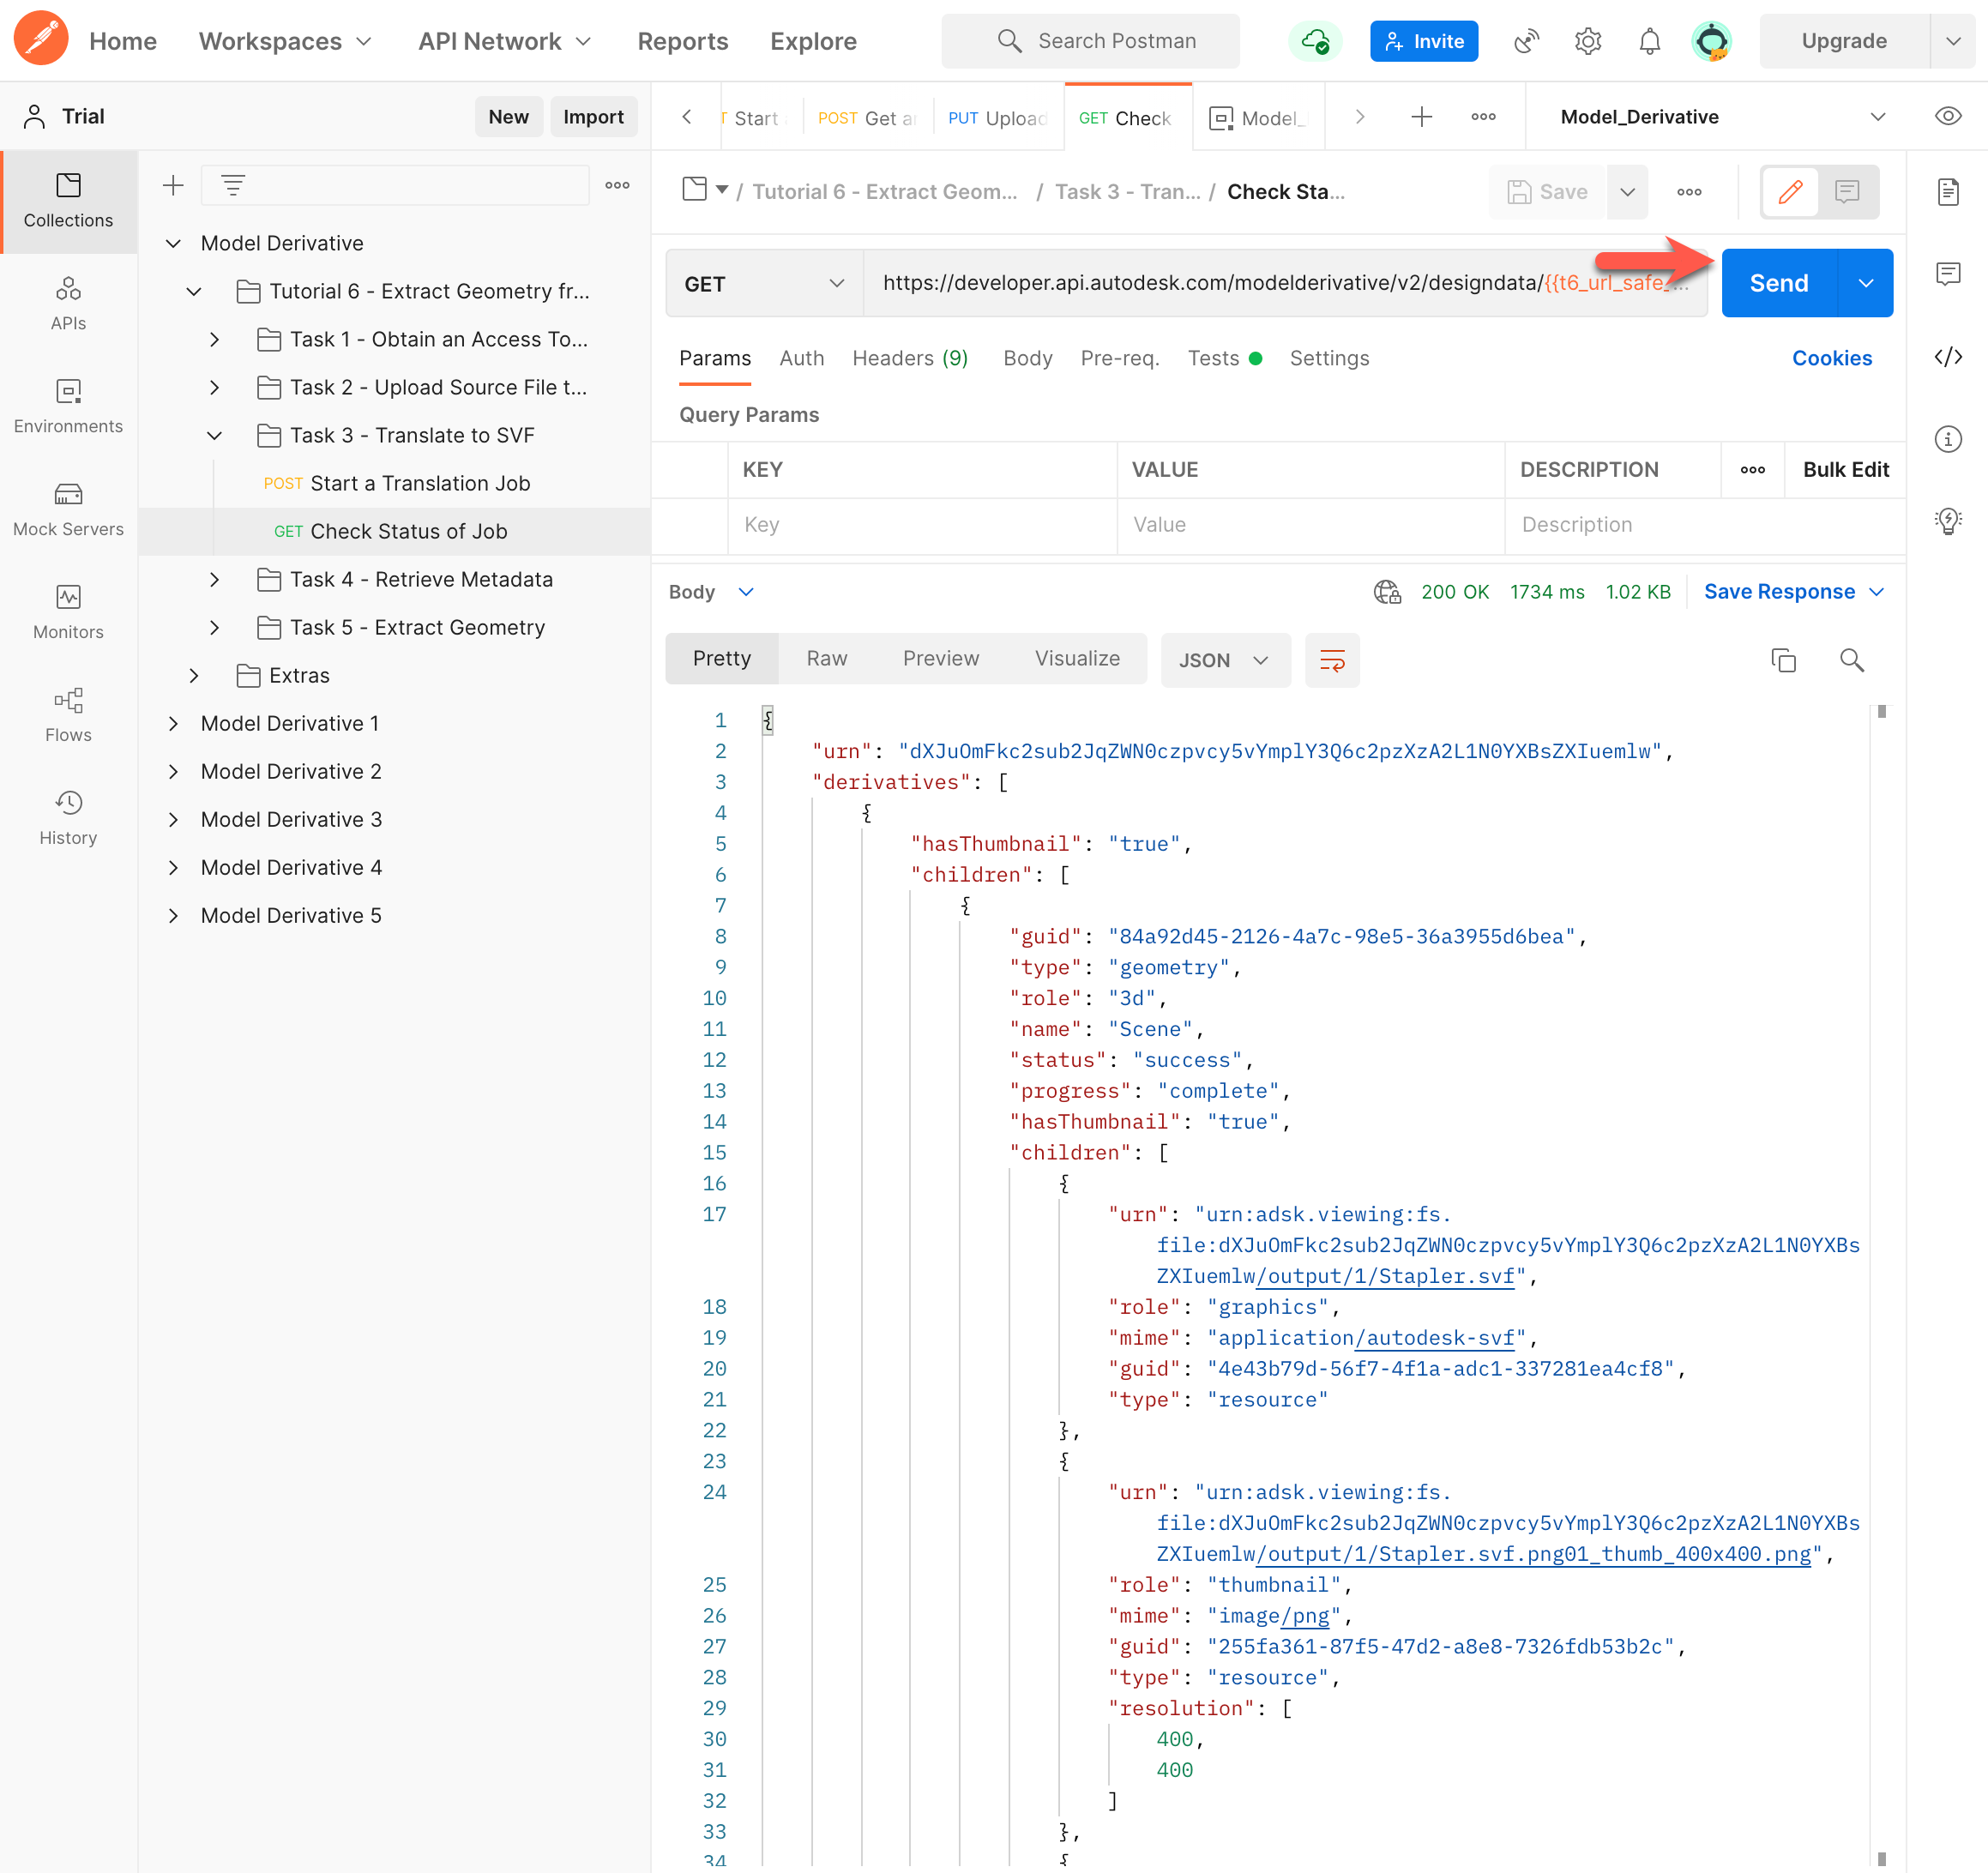 Home Workspaces API Network Reports Explore Search Postman Invite Upgrade
Trial New Import
Start POST Get a PUT Upload GET Check Model_ Model_Derivative
Collections
APIs
Environments
Mock Servers
Monitors
Flows
History
Model Derivative
Tutorial 6 - Extract Geometry fr...
Task 1 - Obtain an Access To...
Task 2 - Upload Source File t...
Task 3 - Translate to SVF
POST Start a Translation Job
GET Check Status of Job
Task 4 - Retrieve Metadata
Task 5 - Extract Geometry
Extras
Model Derivative 1
Model Derivative 2
Model Derivative 3
Model Derivative 4
Model Derivative 5
/ Tutorial 6 - Extract Geom... / Task 3 - Tran... / Check Sta... Save
GET https://developer.api.autodesk.com/modelderivative/v2/designdata/{{t6_url_safe_... Send
Params Auth Headers (9) Body Pre-req. Tests Settings Cookies
Query Params
KEY VALUE DESCRIPTION Bulk Edit
Key Value Description
Body 200 OK 1734 ms 1.02 KB Save Response
Pretty Raw Preview Visualize JSON
1 {
2 "urn": "dXJuOmFkc2sub2JqZWN0czpvcy5vYmplY3Q6c2pzXzA2L1N0YXBsZXIuemlw",
3 "derivatives": [
4 {
5 "hasThumbnail": "true",
6 "children": [
7 {
8 "guid": "84a92d45-2126-4a7c-98e5-36a3955d6bea",
9 "type": "geometry",
10 "role": "3d",
11 "name": "Scene",
12 "status": "success",
13 "progress": "complete",
14 "hasThumbnail": "true",
15 "children": [
16 {
17 "urn": "urn:adsk.viewing:fs.
file:dXJuOmFkc2sub2JqZWN0czpvcy5vYmplY3Q6c2pzXzA2L1N0YXBs
ZXIuemlw/output/1/Stapler.svf",
18 "role": "graphics",
19 "mime": "application/autodesk-svf",
20 "guid": "4e43b79d-56f7-4f1a-adc1-337281ea4cf8",
21 "type": "resource"
22 },
23 {
24 "urn": "urn:adsk.viewing:fs.
file:dXJuOmFkc2sub2JqZWN0czpvcy5vYmplY3Q6c2pzXzA2L1N0YXBs
ZXIuemlw/output/1/Stapler.svf.png01_thumb_400x400.png",
25 "role": "thumbnail",
26 "mime": "image/png",
27 "guid": "255fa361-87f5-47d2-a8e8-7326fdb53b2c",
28 "type": "resource",
29 "resolution": [
30 400,
31 400
32 ]
33 },
34 {